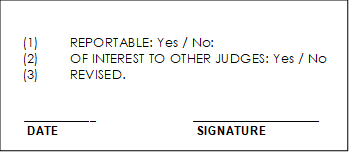 (1) REPORTABLE: Yes / No:
(2) OF INTEREST TO OTHER JUDGES: Yes / No
(3) REVISED.
DATE SIGNATURE